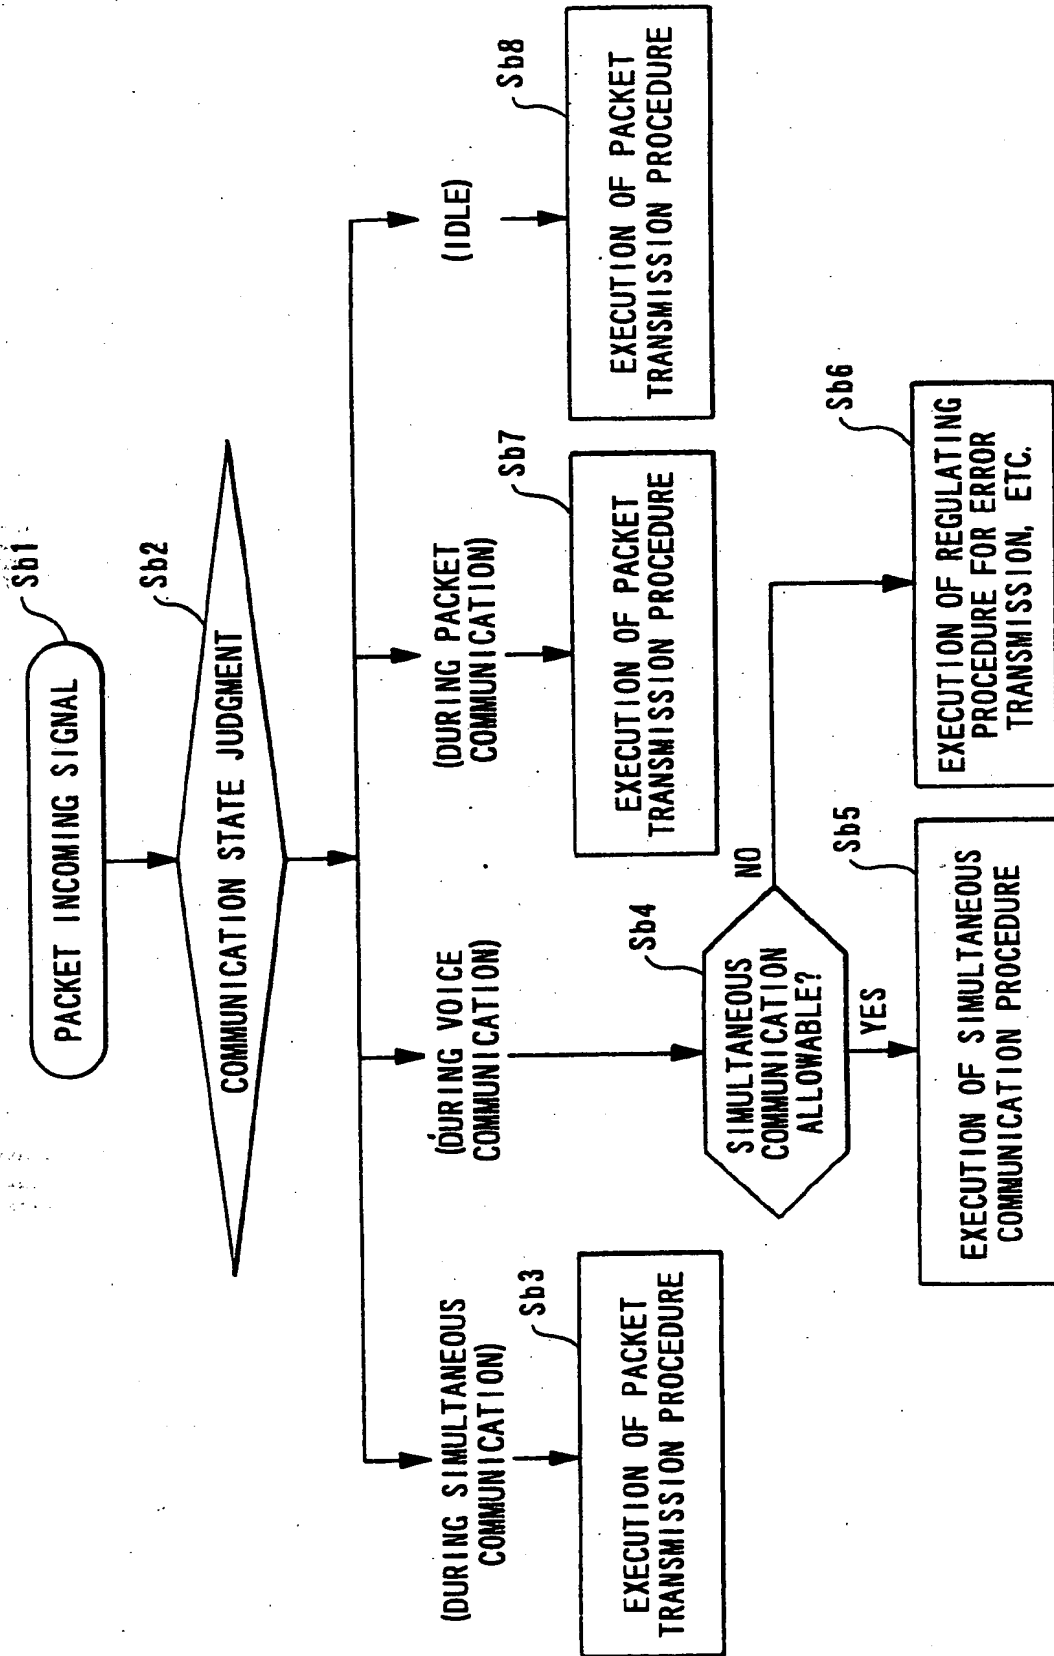 Sb1
PACKET INCOMING SIGNAL
Sb2
COMMUNICATION STATE JUDGMENT
(DURING SIMULTANEOUS
COMMUNICATION)
Sb3
EXECUTION OF PACKET
TRANSMISSION PROCEDURE
(DURING VOICE
COMMUNICATION)
Sb4
SIMULTANEOUS
COMMUNICATION
ALLOWABLE?
NO
YES
Sb5
EXECUTION OF SIMULTANEOUS
COMMUNICATION PROCEDURE
Sb6
EXECUTION OF REGULATING
PROCEDURE FOR ERROR
TRANSMISSION, ETC.
(DURING PACKET
COMMUNICATION)
Sb7
EXECUTION OF PACKET
TRANSMISSION PROCEDURE
(IDLE)
Sb8
EXECUTION OF PACKET
TRANSMISSION PROCEDURE